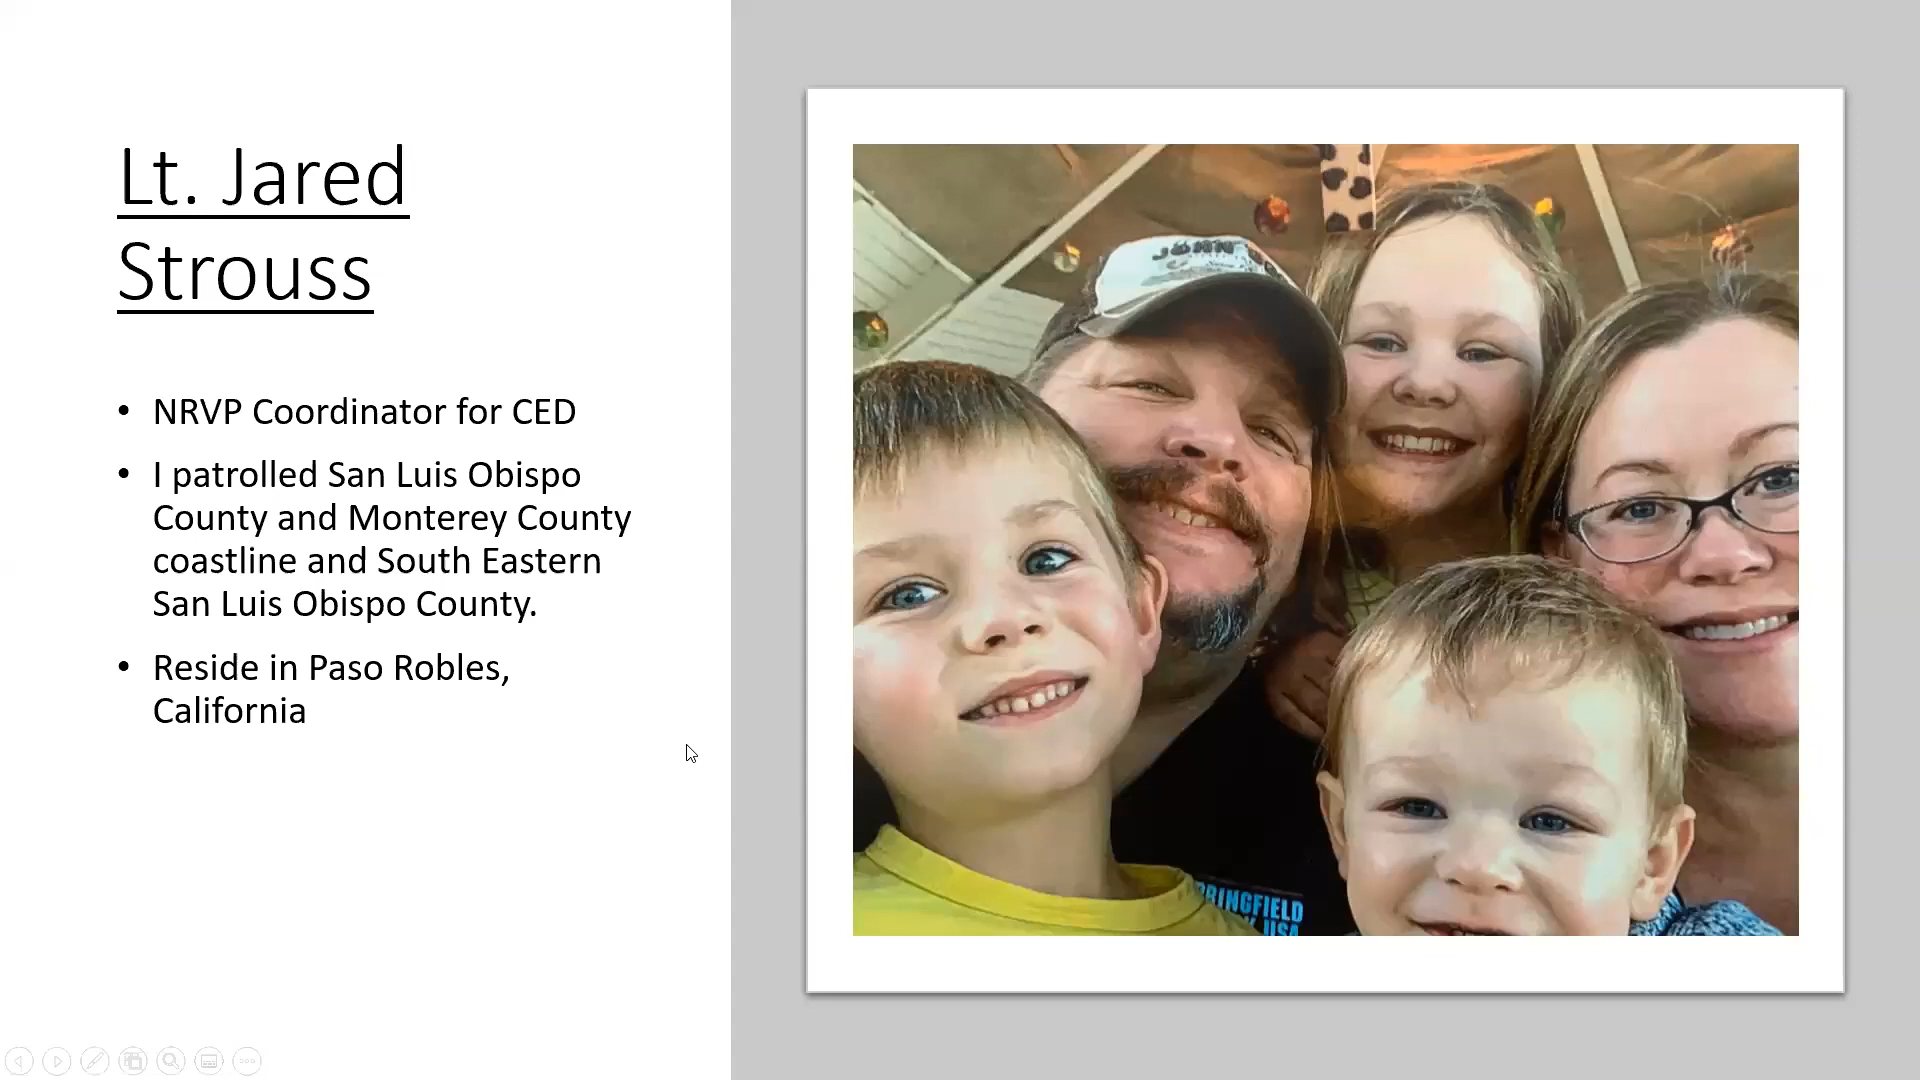 Lt. Jared
Strouss
• NRVP Coordinator for CED
• I patrolled San Luis Obispo
County and Monterey County
coastline and South Eastern
San Luis Obispo County.
• Reside in Paso Robles,
California
USA